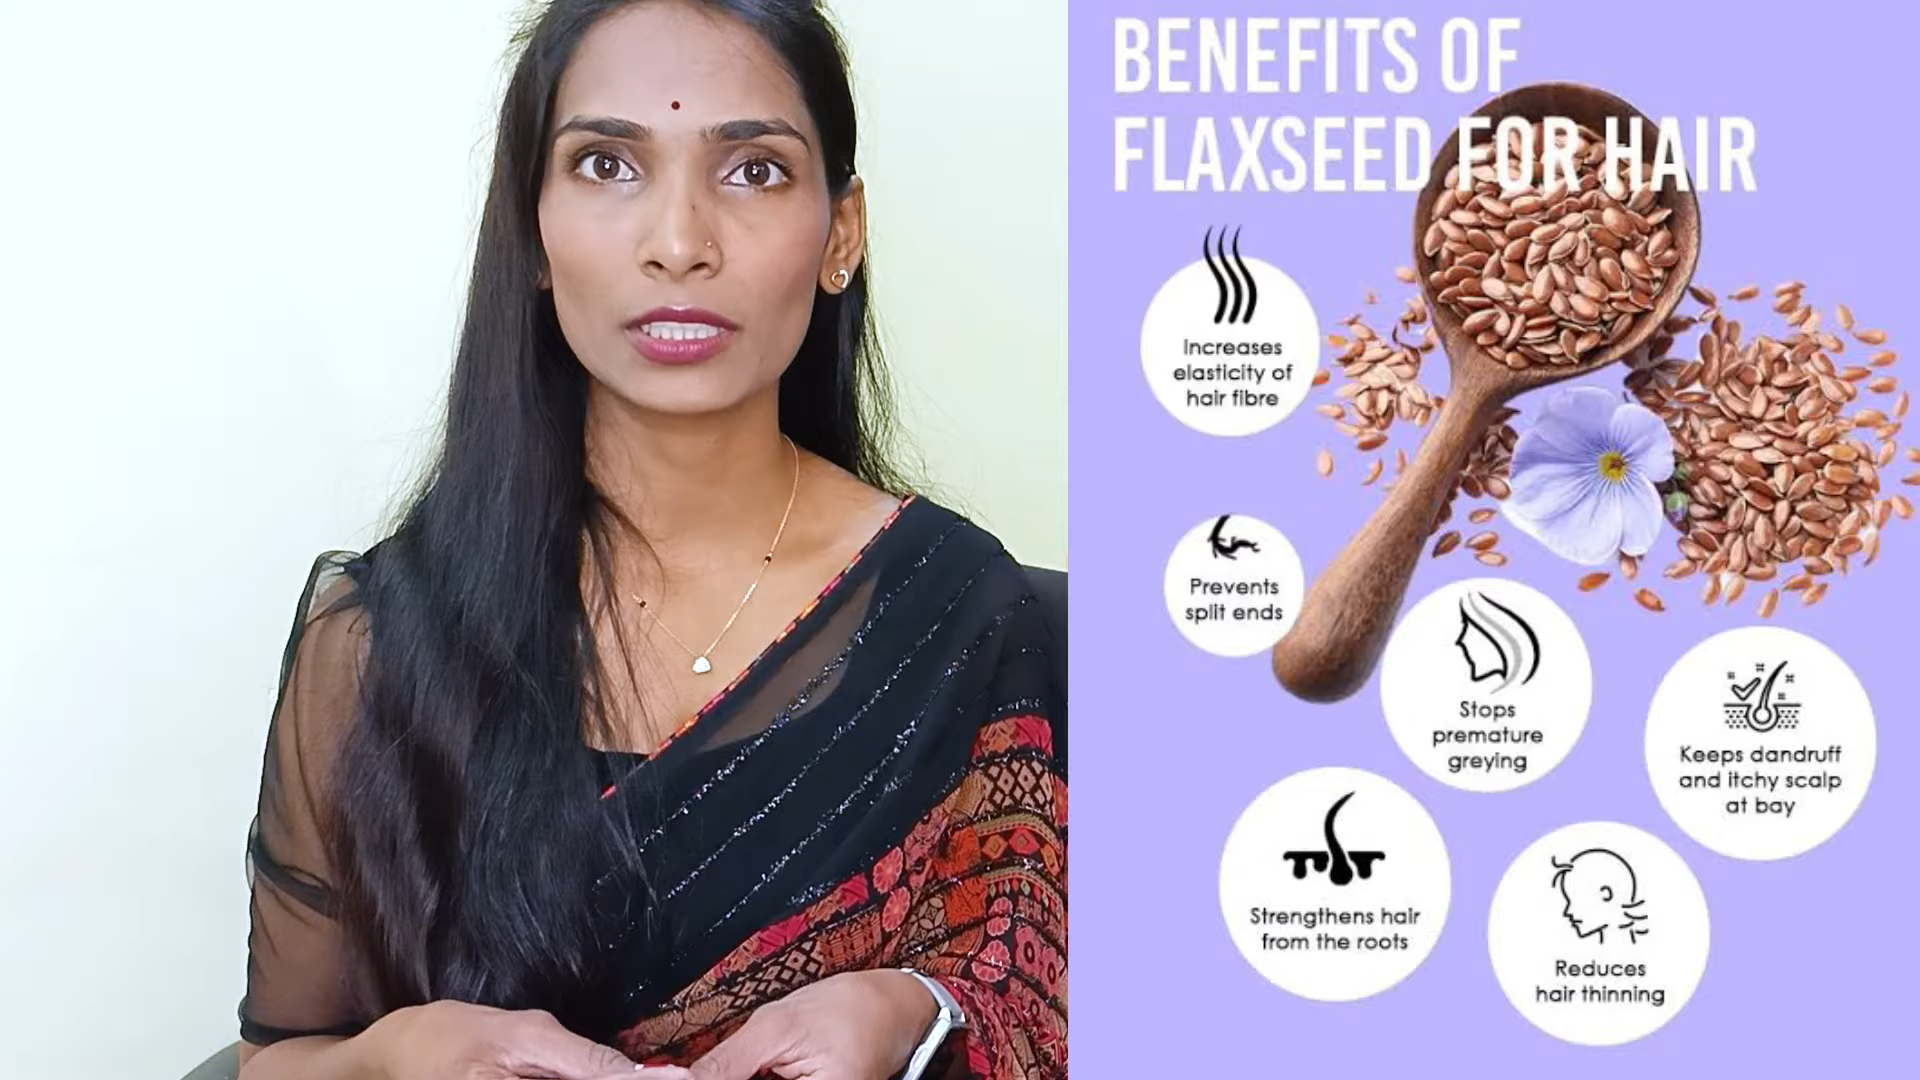 BENEFITS OF
FLAXSEED FOR HAIR
Increases
elasticity of
hair fibre
Prevents
split ends
Stops
premature
greying
Keeps dandruff
and itchy scalp
at bay
Strengthens hair
from the roots
Reduces
hair thinning